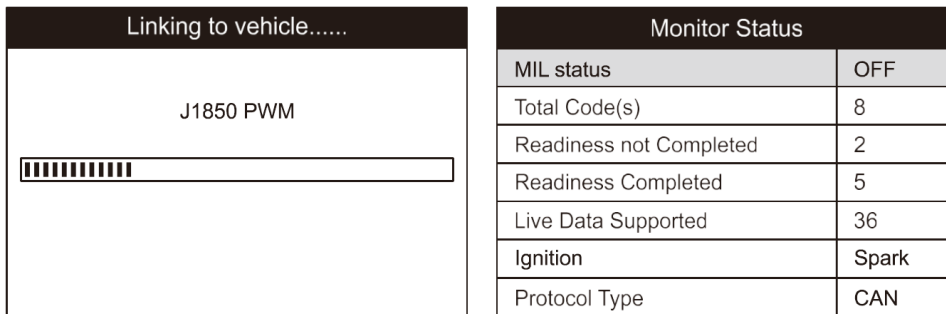 Linking to vehicle......
J1850 PWM
Monitor Status
MIL status OFF
Total Code(s) 8
Readiness not Completed 2
Readiness Completed 5
Live Data Supported 36
Ignition Spark
Protocol Type CAN